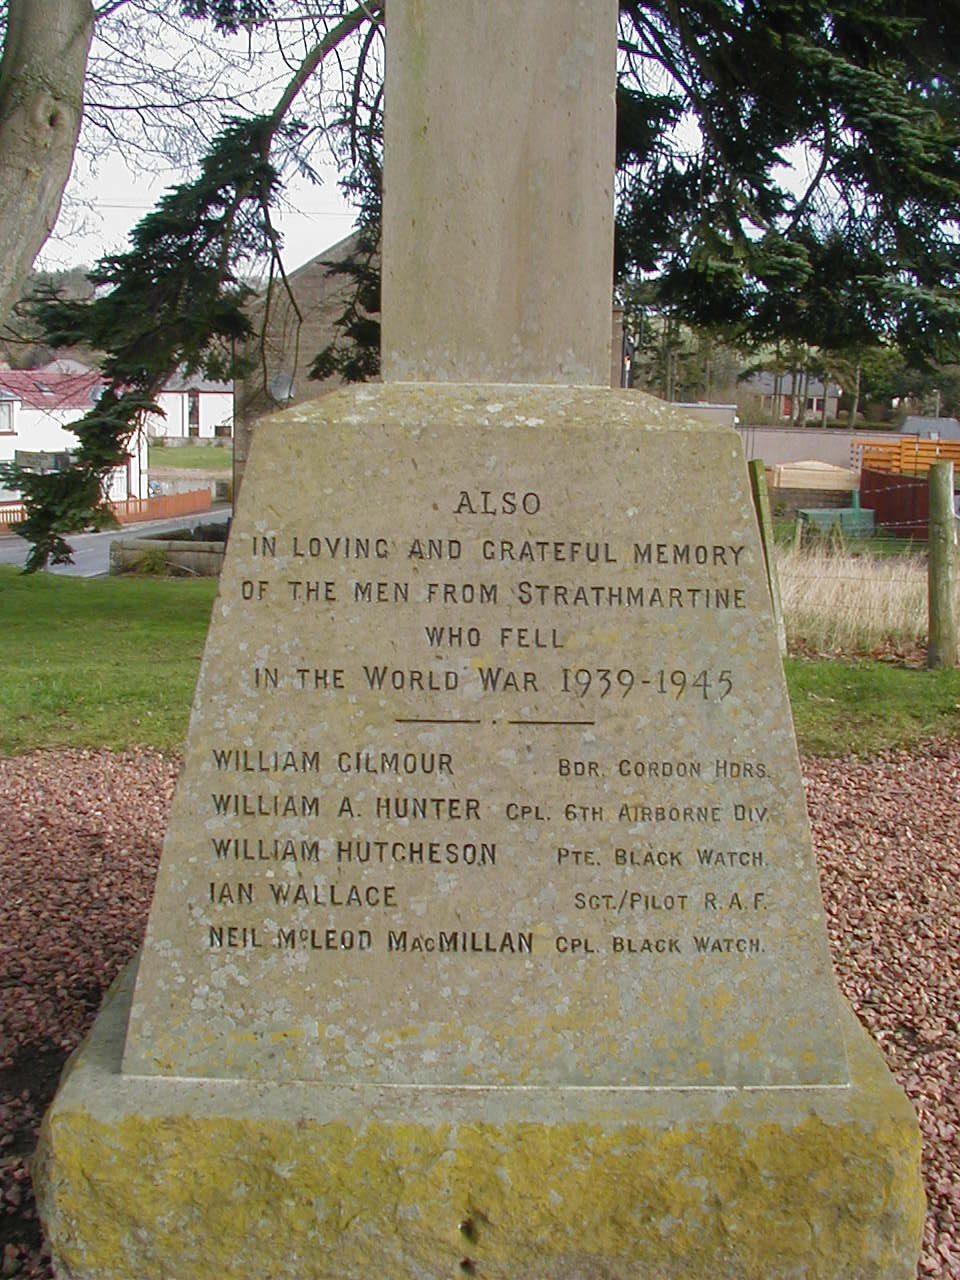 ALSO
IN LOVING AND GRATEFUL MEMORY
OF THE MEN FROM STRATHMARTINE
WHO FELL
IN THE WORLD WAR 1939-1945
WILLIAM GILMOUR BDR. GORDON HDRS.
WILLIAM A. HUNTER CPL. 6TH AIRBORNE DIV.
WILLIAM HUTCHESON PTE. BLACK WATCH.
IAN WALLACE SGT./PILOT R.A.F.
NEIL McLEOD MACMILLAN CPL. BLACK WATCH.